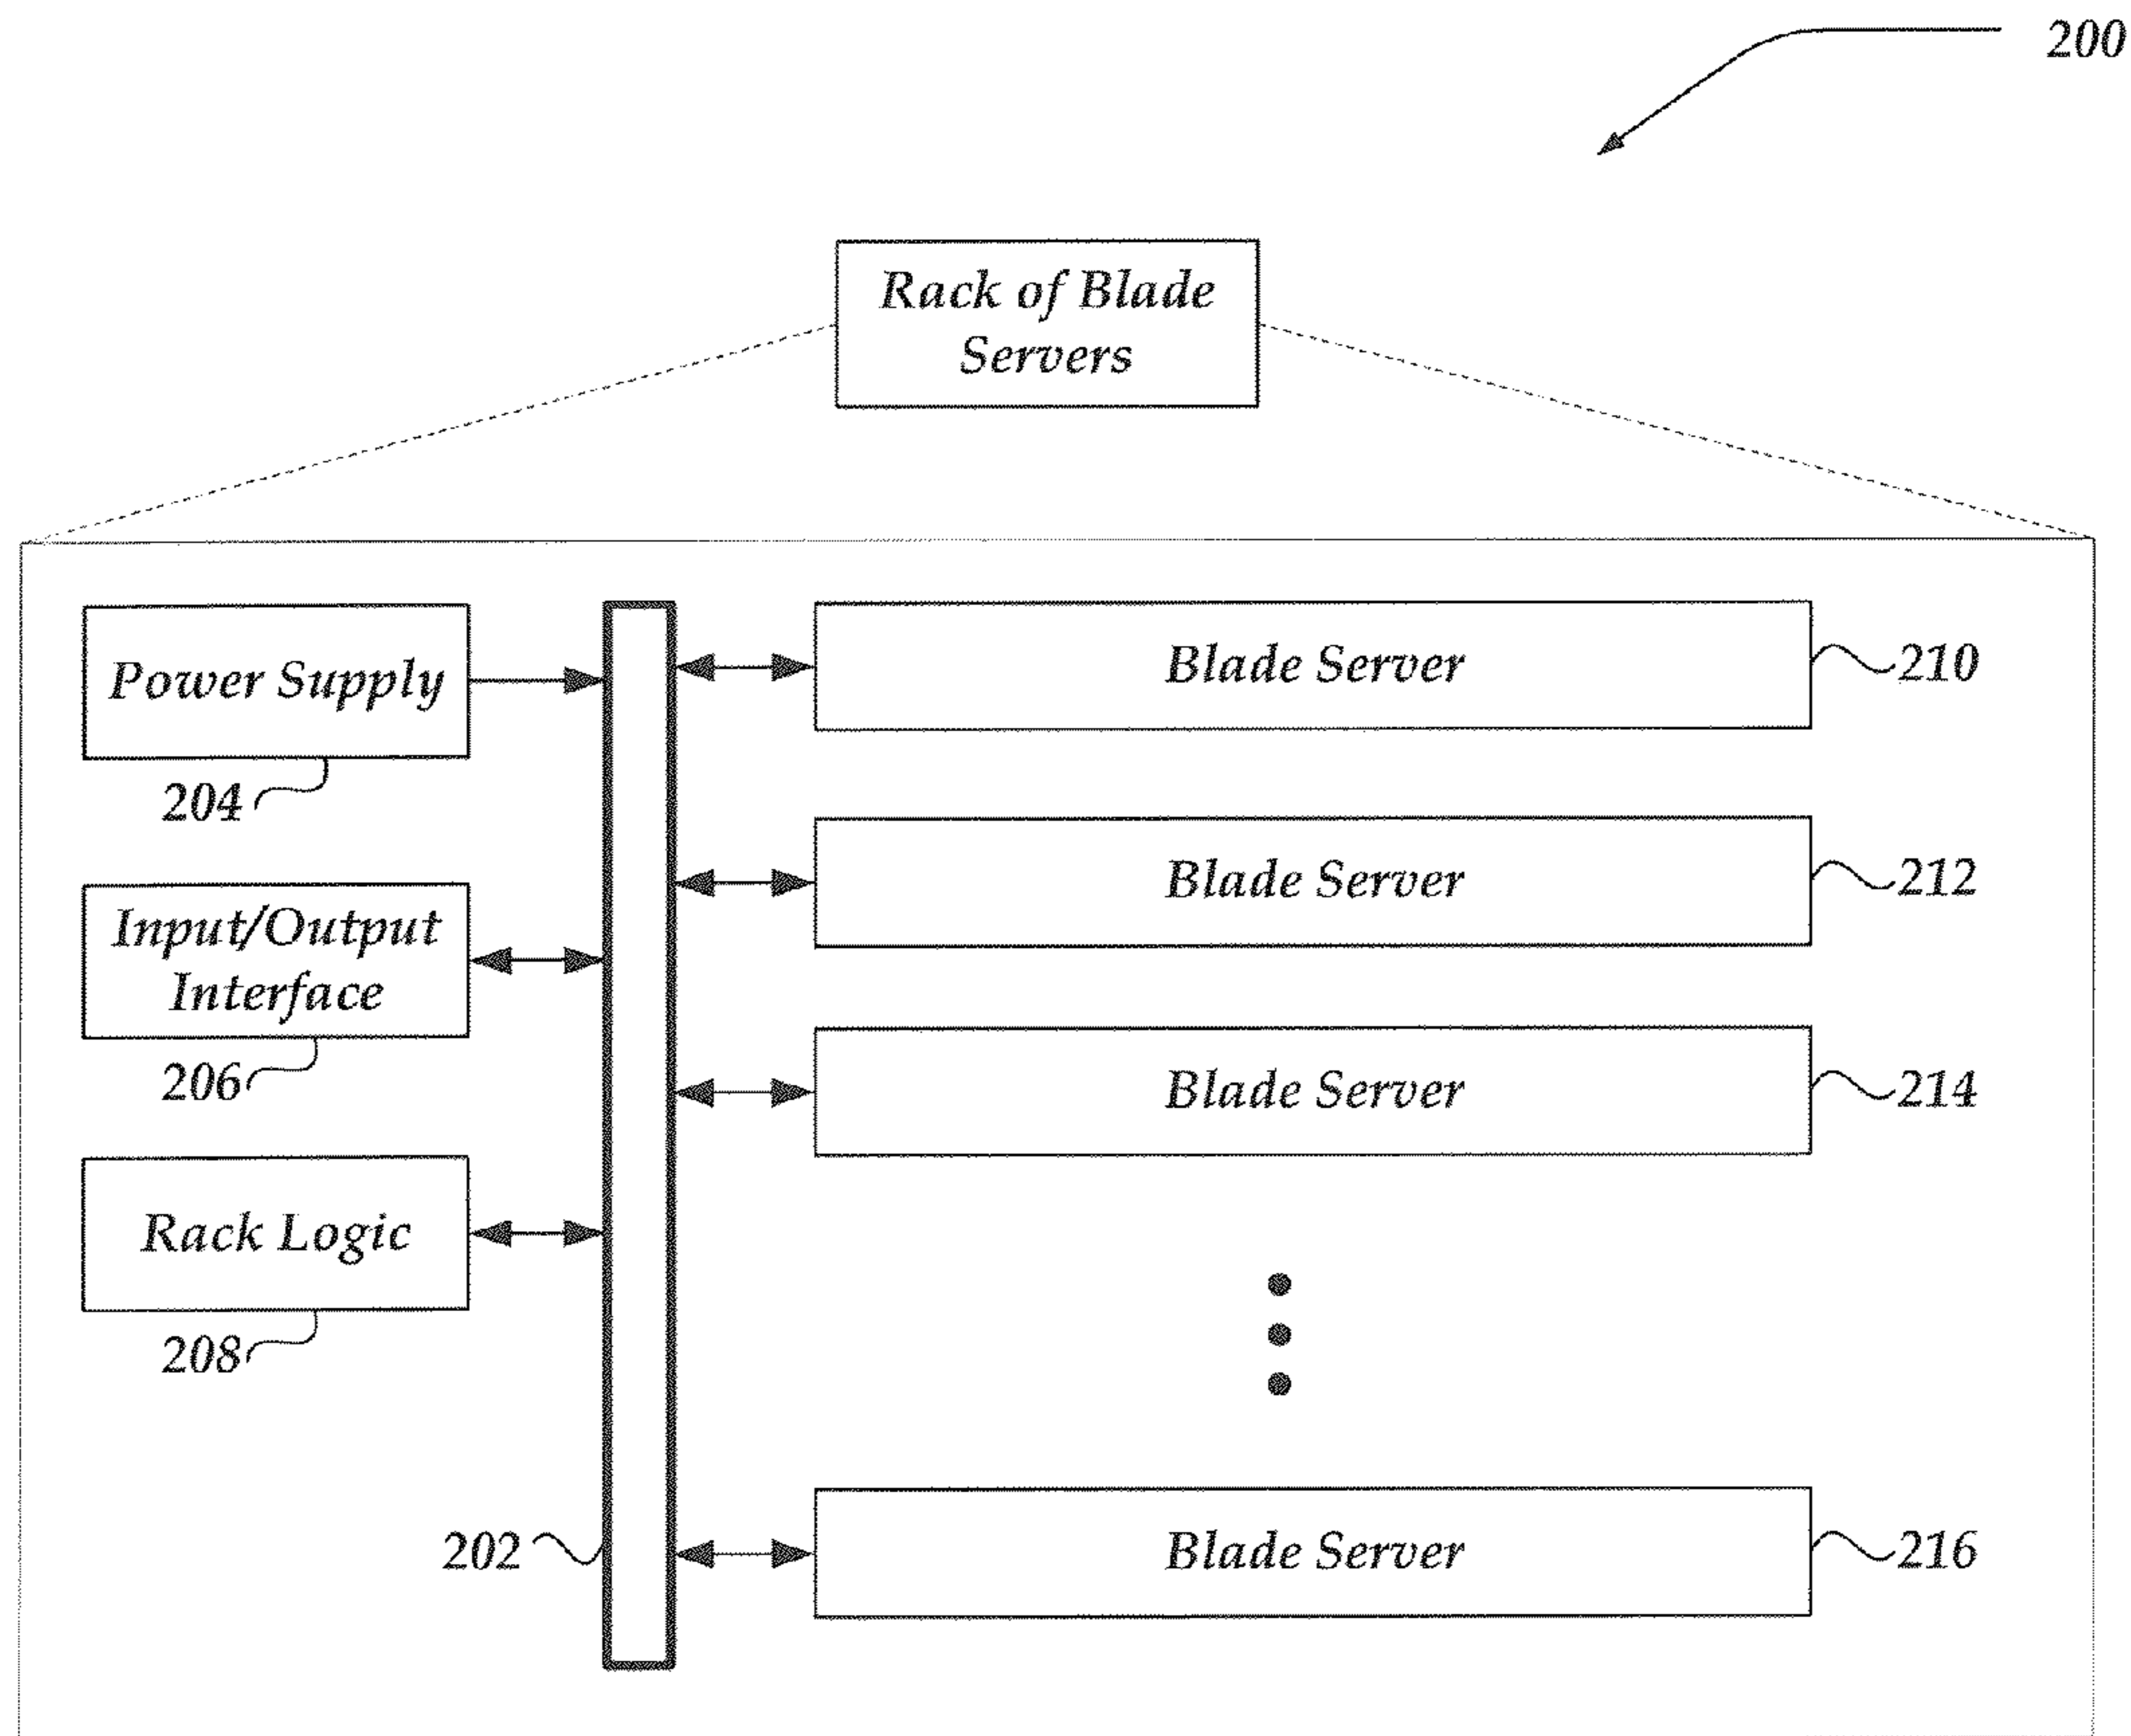 200
Rack of Blade
Servers
Power Supply
204
Input/Output
Interface
206
Rack Logic
208
202
Blade Server
210
Blade Server
212
Blade Server
214
Blade Server
216